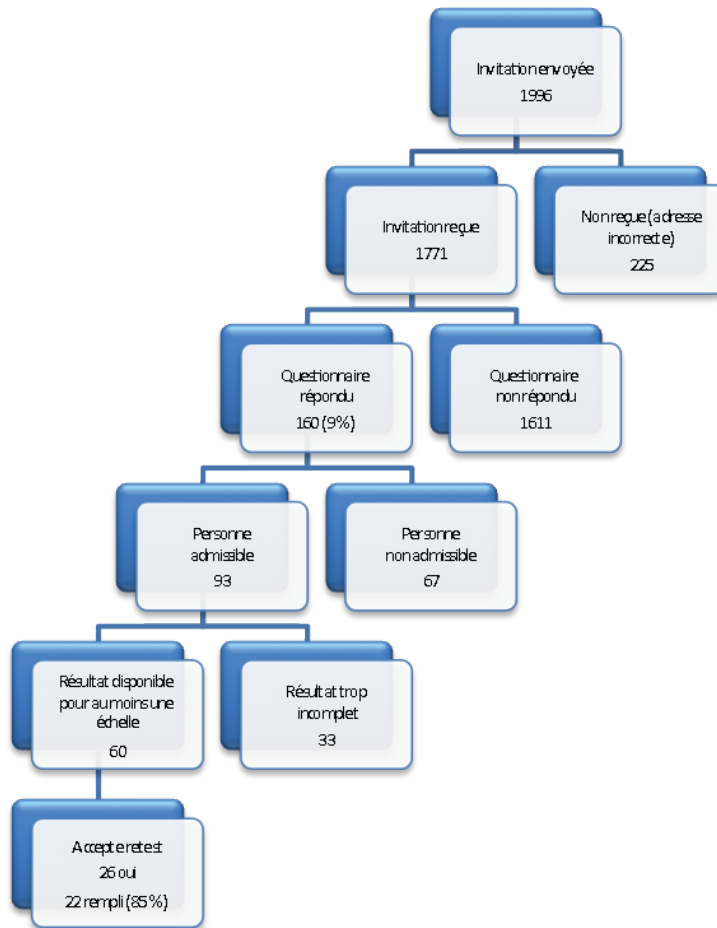 Invitation envoyée
1996
Invitation reçue
1771
Non reçue (adresse
incorrecte)
225
Questionnaire
répondu
160 (9%)
Questionnaire
non répondu
1611
Personne
admissible
93
Personne
non admissible
67
Résultat disponible
pour au moins une
échelle
60
Résultat trop
incomplet
33
Accepte retest
26 oui
22 rempli (85%)